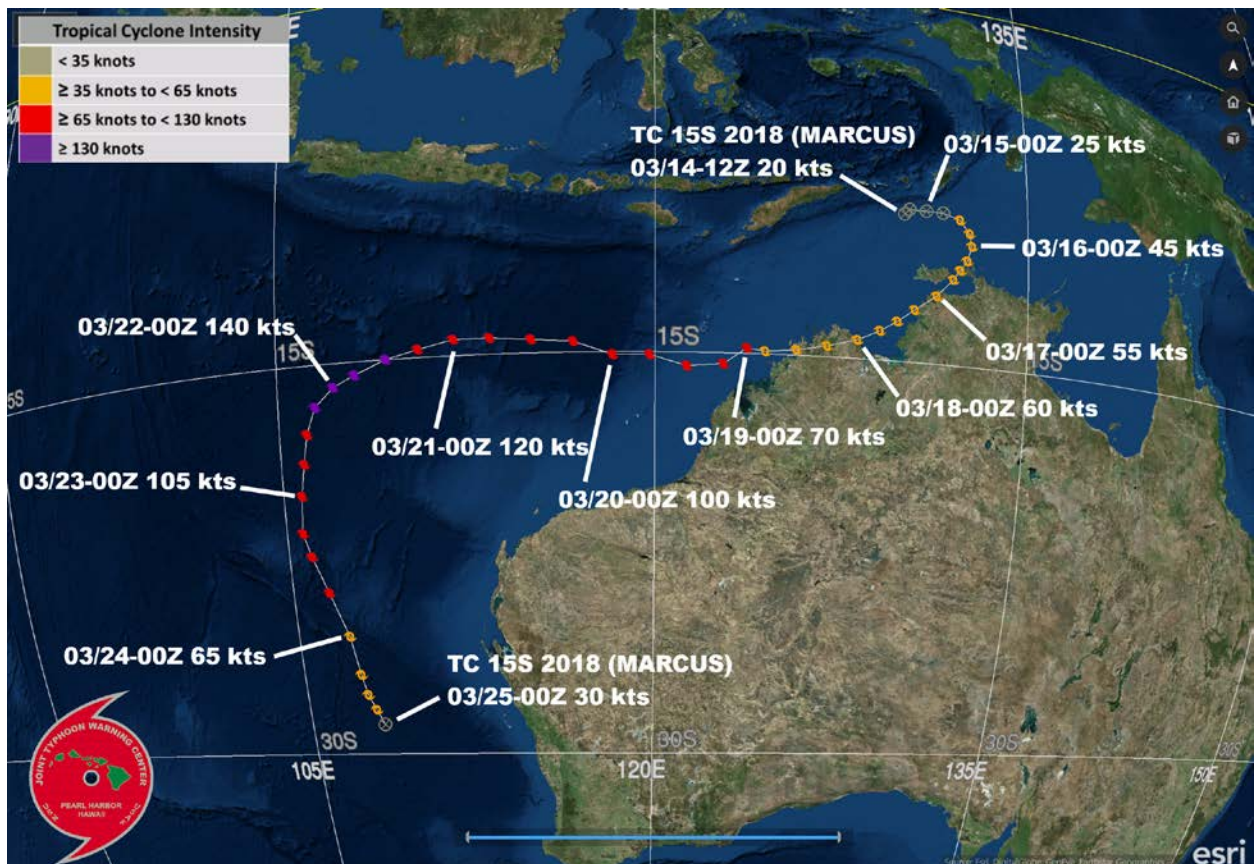 Tropical Cyclone Intensity
< 35 knots
≥ 35 knots to < 65 knots
≥ 65 knots to < 130 knots
≥ 130 knots
135E
TC 15S 2018 (MARCUS)
03/14-12Z 20 kts
03/15-00Z 25 kts
03/16-00Z 45 kts
03/17-00Z 55 kts
03/18-00Z 60 kts
03/19-00Z 70 kts
03/20-00Z 100 kts
03/21-00Z 120 kts
03/22-00Z 140 kts
15S
15S
15S
03/23-00Z 105 kts
03/24-00Z 65 kts
TC 15S 2018 (MARCUS)
03/25-00Z 30 kts
30S
30S
30S
105E
120E
135E
150E
JOINT TYPHOON WARNING CENTER
PEARL HARBOR
HAWAII
esri